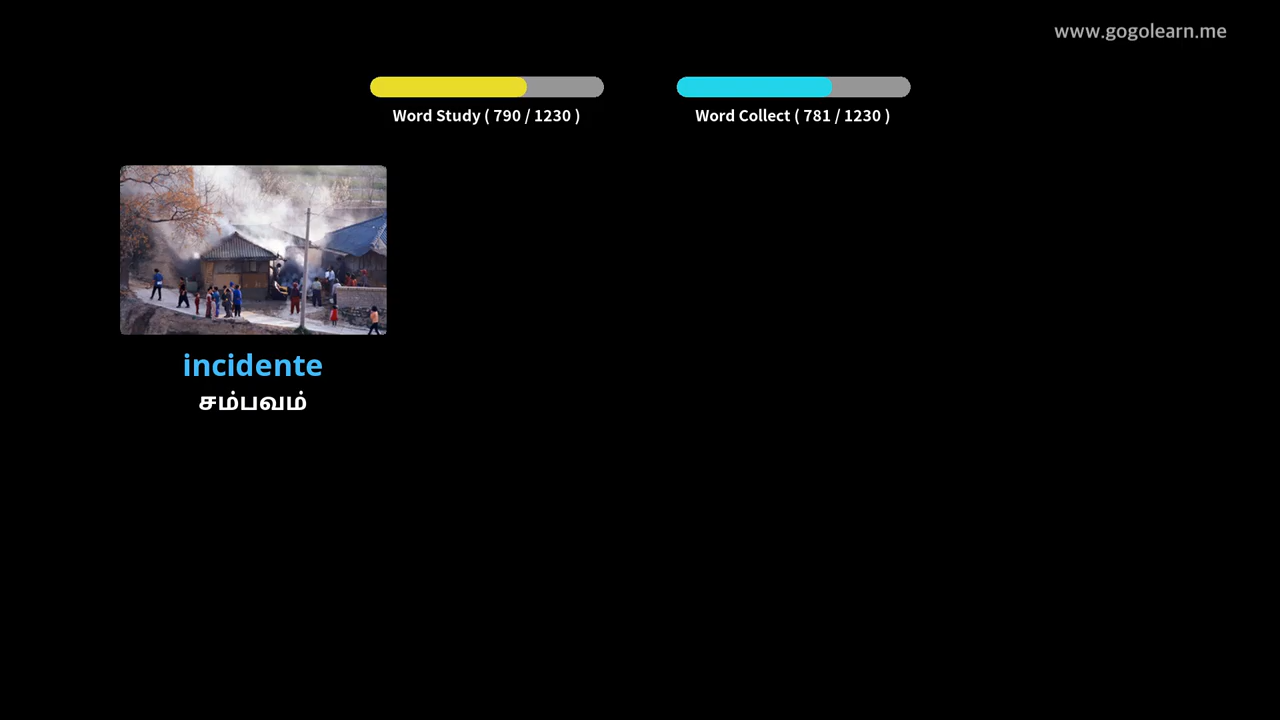 www.gogolearn.me
Word Study ( 790 / 1230 )
Word Collect ( 781 / 1230 )
incidente
சம்பவம்